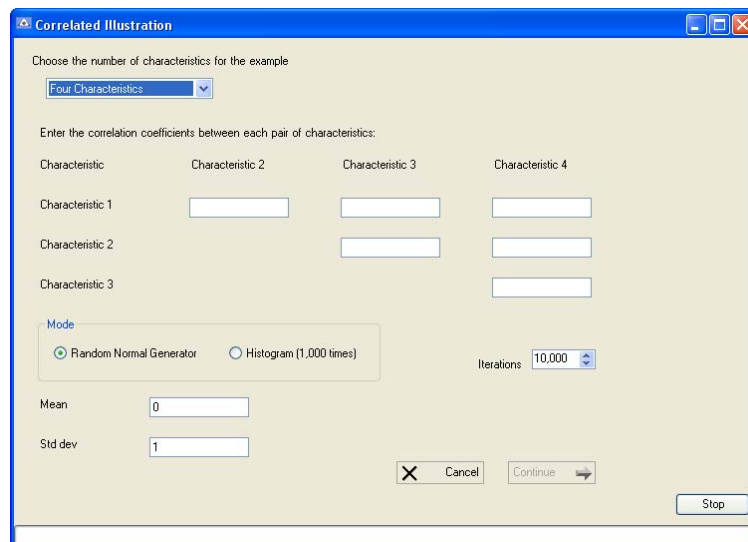 Correlated Illustration
Choose the number of characteristics for the example
Four Characteristics
Enter the correlation coefficients between each pair of characteristics:
Characteristic Characteristic 2 Characteristic 3 Characteristic 4
Characteristic 1
Characteristic 2
Characteristic 3
Mode
Random Normal Generator Histogram (1,000 times)
Iterations 10,000
Mean 0
Std dev 1
Cancel Continue
Stop